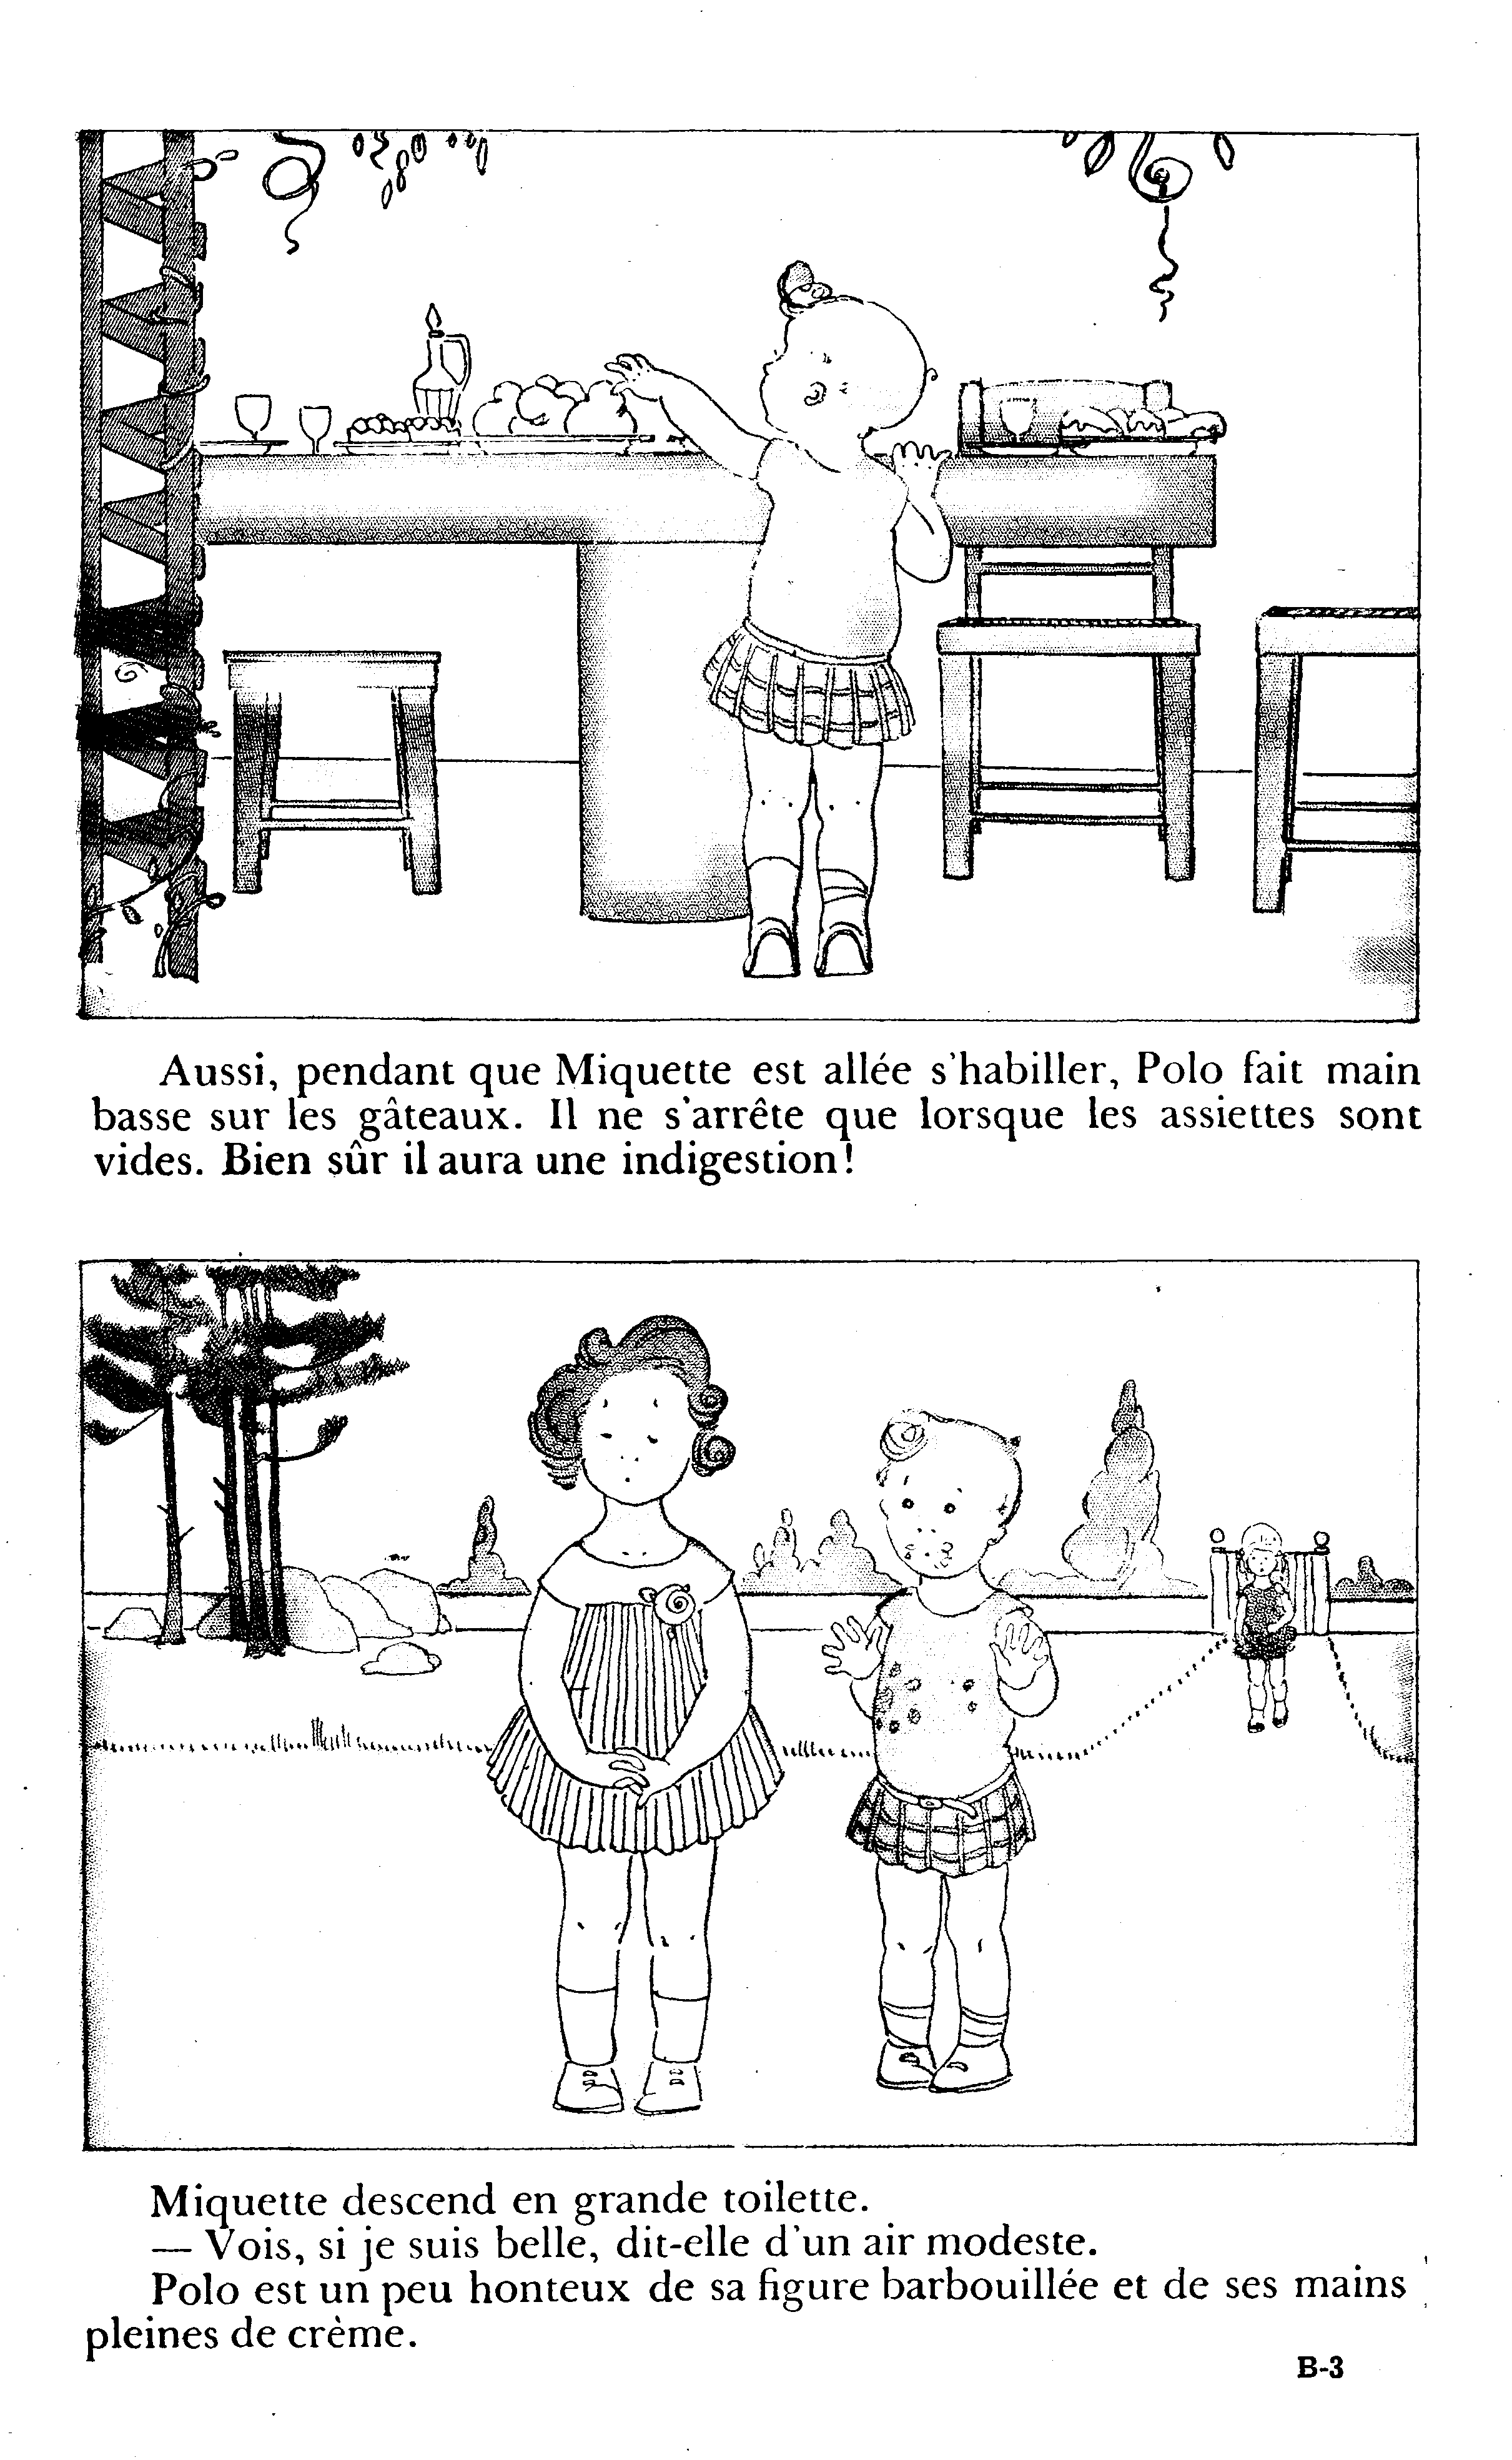 Aussi, pendant que Miquette est allée s'habiller, Polo fait main
basse sur les gâteaux. Il ne s'arrête que lorsque les assiettes sont
vides. Bien sûr il aura une indigestion!
Miquette descend en grande toilette.
— Vois, si je suis belle, dit-elle d'un air modeste.
Polo est un peu honteux de sa figure barbouillée et de ses mains
pleines de crème.
B-3